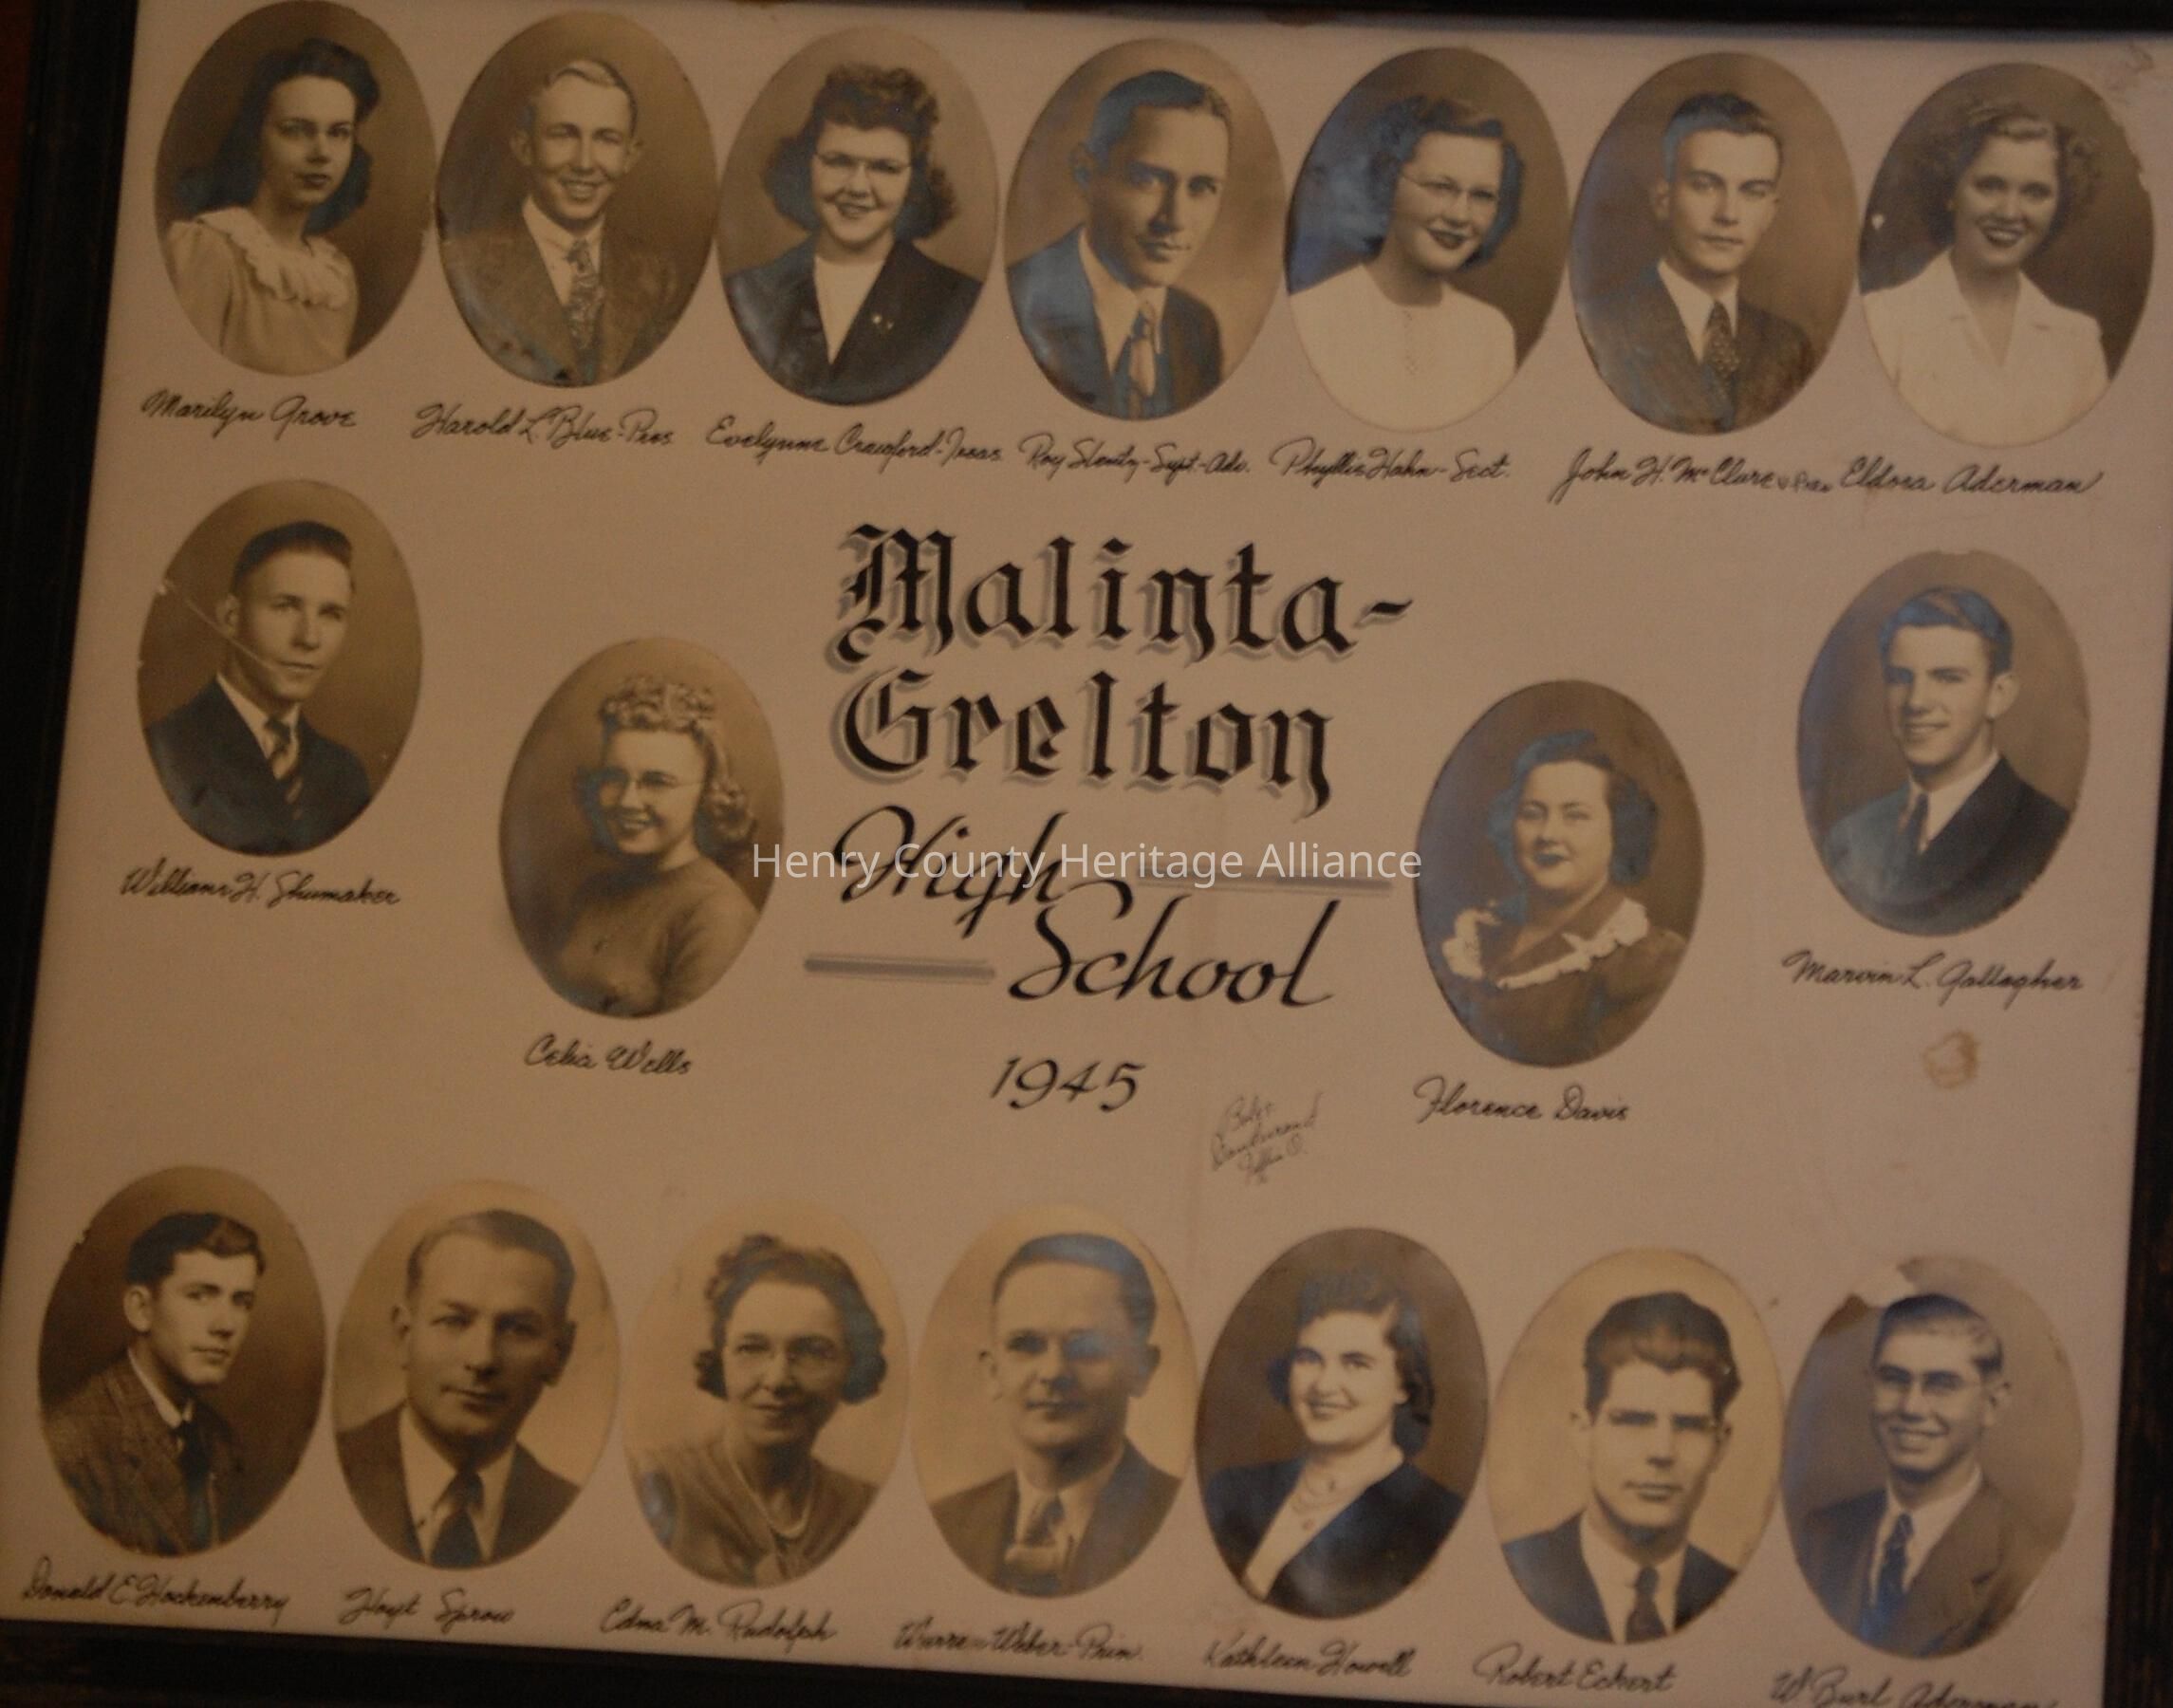 Marilyn Grove
Harold L. Blue-Pres.
Evelynne Crawford-Treas.
Roy -Supt.-Adv.
Phyllis Hahn-Sect.
John H. McClure V. Pres.
Eldora Aderman
Malinta-
Grelton
High
School
1945
Henry County Heritage Alliance
William H. Shumaker
Celia Wells
Florence Davis
Marvin L. Gallagher
Donald E. Hockenberry
Hoyt Sprow
Edna M. Rudolph
Warren Weber-Prin.
Kathleen Howell
Robert Eckert
W Burl